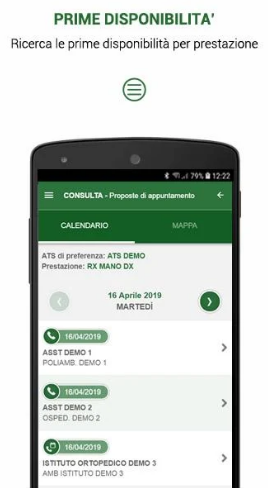 PRIME DISPONIBILITA'
Ricerca le prime disponibilità per prestazione
79% 12:22
CONSULTA - Proposte di appuntamento
CALENDARIO MAPPA
ATS di preferenza: ATS DEMO
Prestazione: RX MANO DX
16 Aprile 2019
MARTEDÌ
16/04/2019
ASST DEMO 1
POLIAMB. DEMO 1
16/04/2019
ASST DEMO 2
OSPED. DEMO 2
16/04/2019
ISTITUTO ORTOPEDICO DEMO 3
AMB ISTITUTO DEMO 3